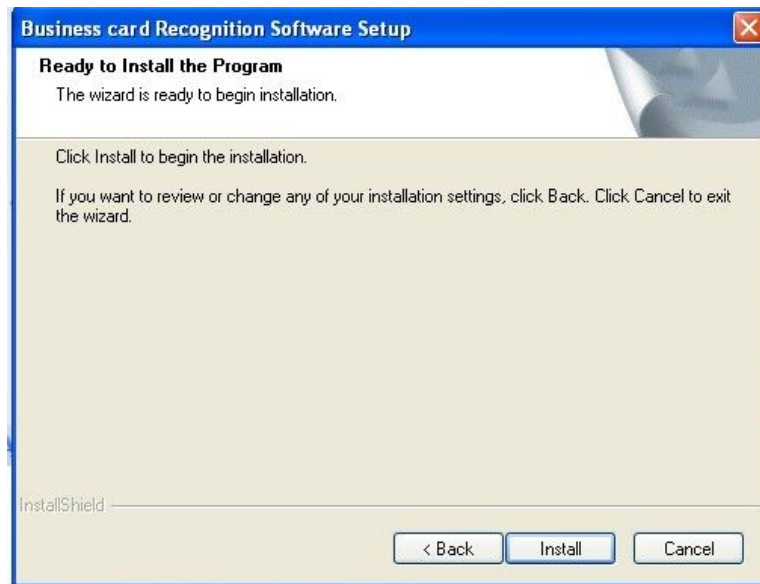 Business card Recognition Software Setup
Ready to Install the Program
The wizard is ready to begin installation.
Click Install to begin the installation.
If you want to review or change any of your installation settings, click Back. Click Cancel to exit
the wizard.
InstallShield
< Back Install Cancel